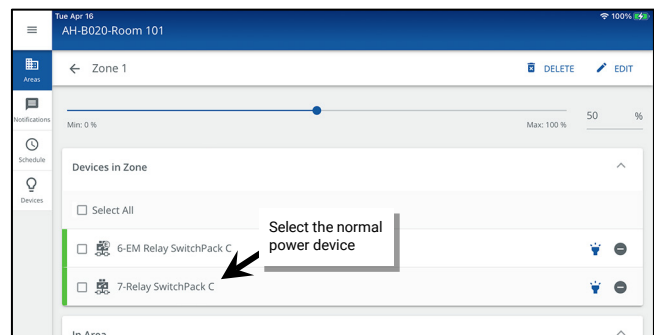 Tue Apr 16
100%
AH-B020-Room 101
Areas
Zone 1
DELETE
EDIT
Notifications
Min: 0 %
Max: 100 %
50 %
Schedule
Devices in Zone
Devices
Select All
Select the normal
power device
6-EM Relay SwitchPack C
7-Relay SwitchPack C
In Area